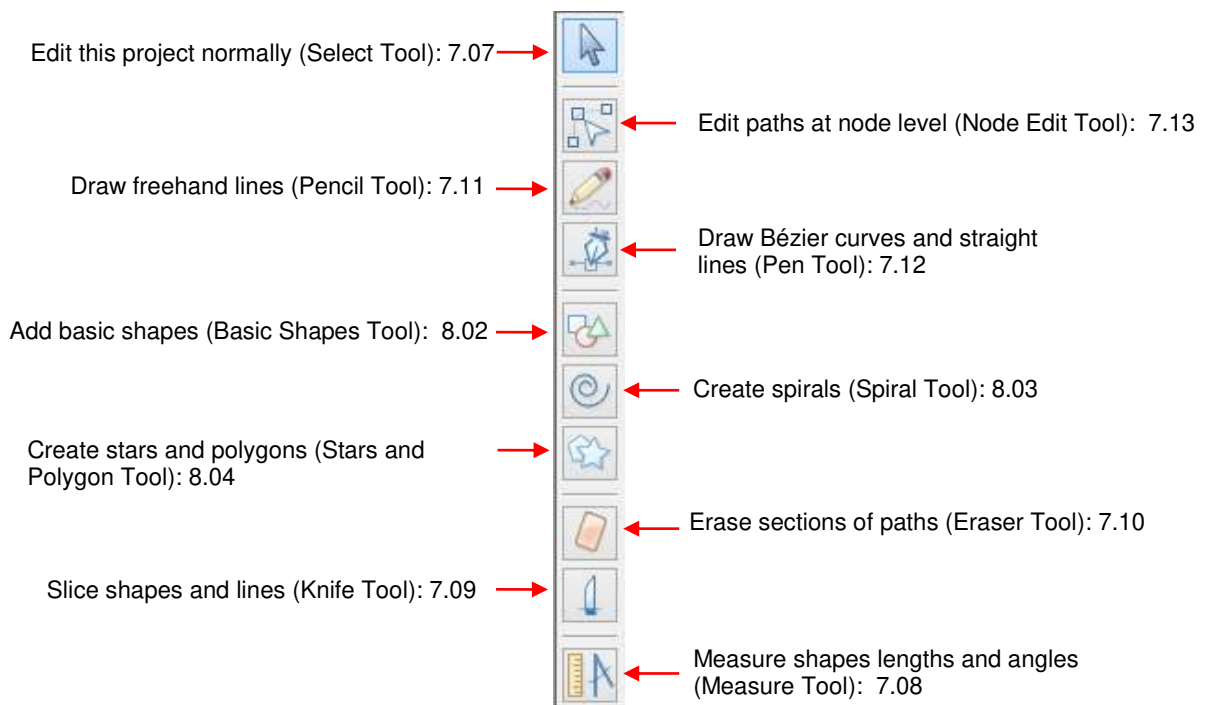 Edit this project normally (Select Tool): 7.07
Edit paths at node level (Node Edit Tool):  7.13
Draw freehand lines (Pencil Tool): 7.11
Draw Bézier curves and straight
lines (Pen Tool): 7.12
Add basic shapes (Basic Shapes Tool):  8.02
Create spirals (Spiral Tool): 8.03
Create stars and polygons (Stars and
Polygon Tool): 8.04
Erase sections of paths (Eraser Tool): 7.10
Slice shapes and lines (Knife Tool): 7.09
Measure shapes lengths and angles
(Measure Tool):  7.08